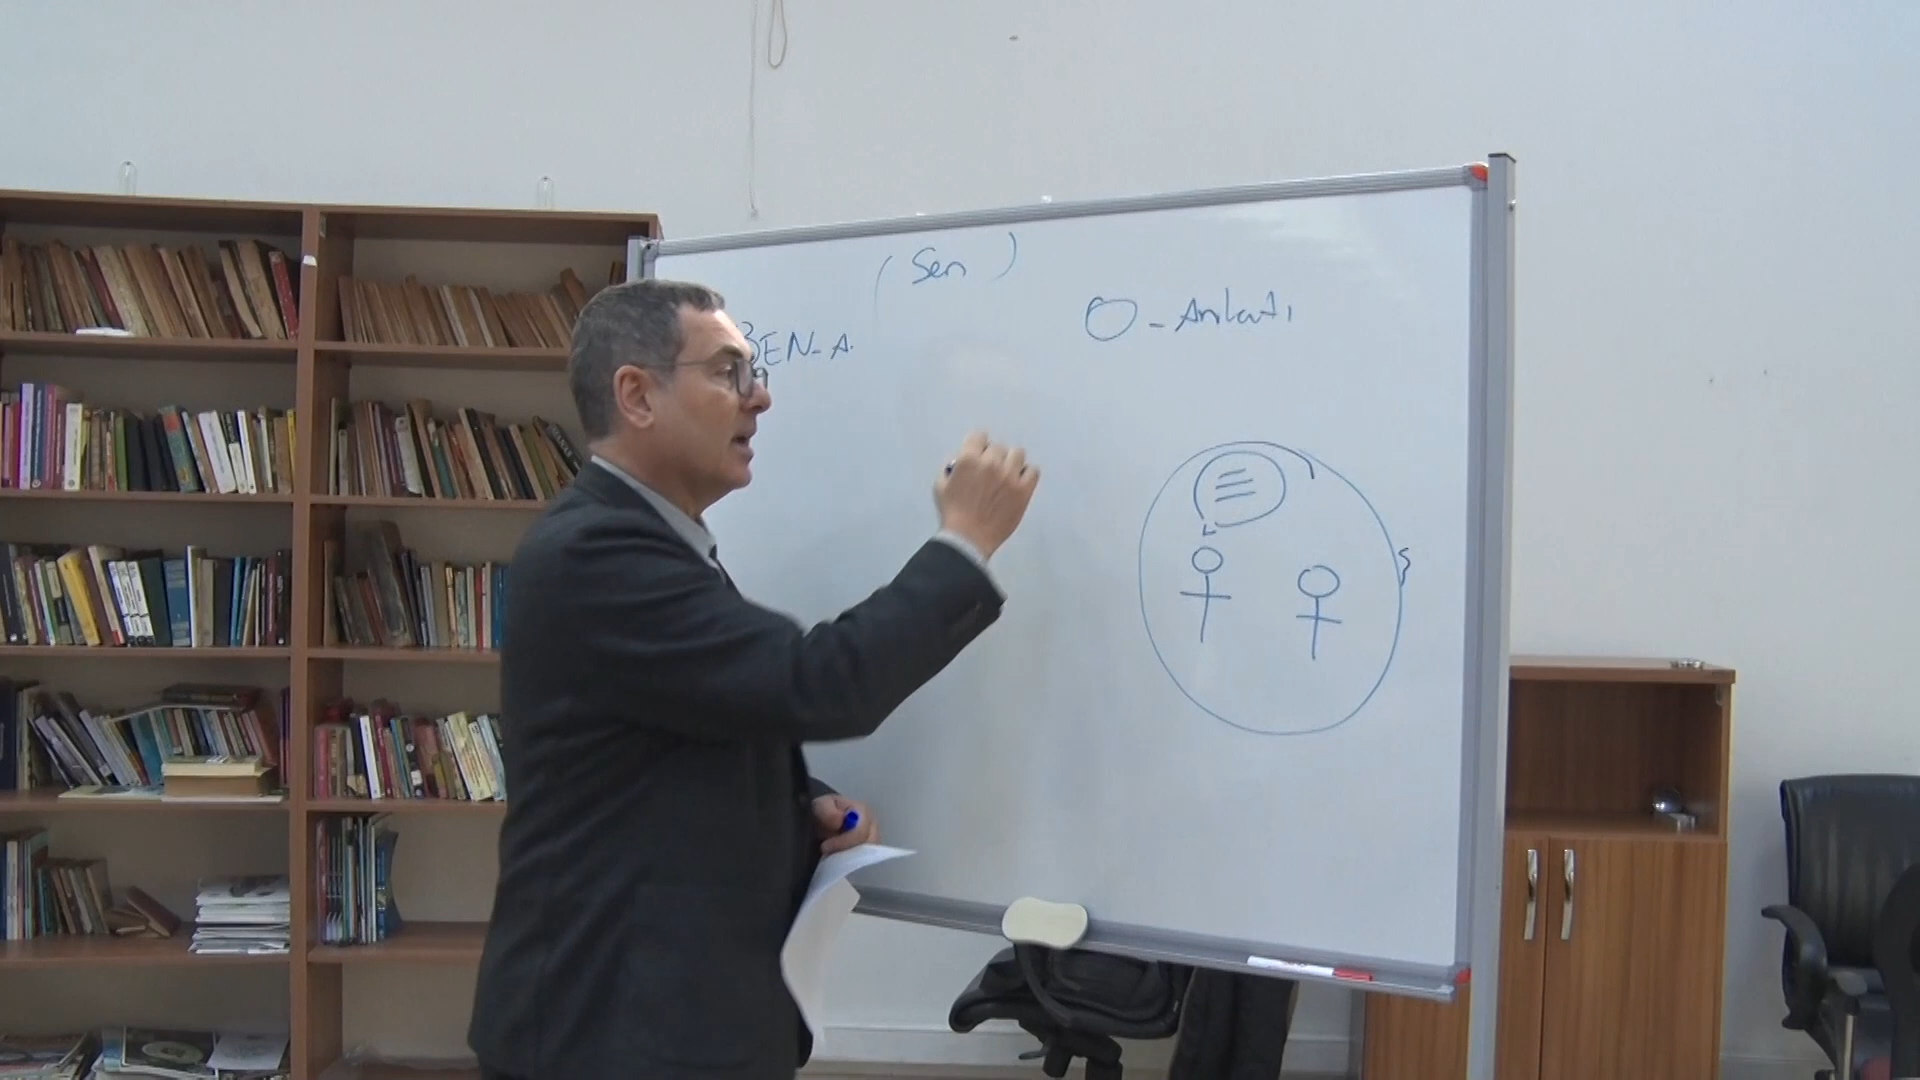 ( Sen )
BEN-A.
O-Anlatı